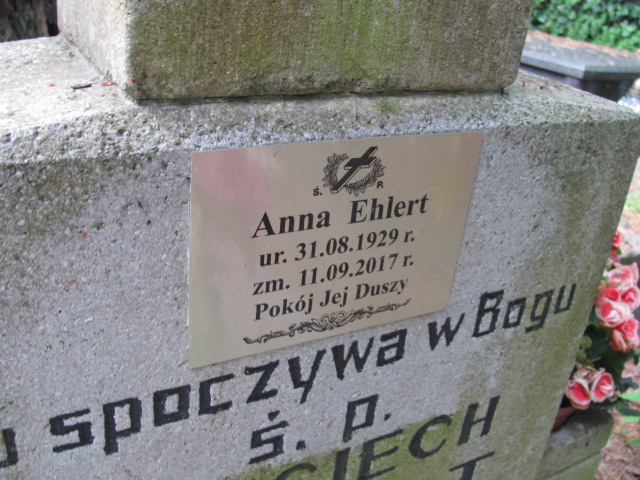 Ś. P.
Anna Ehlert
ur. 31.08.1929 r.
zm. 11.09.2017 r.
Pokój Jej Duszy
spoczywa w Bogu
ś. p.